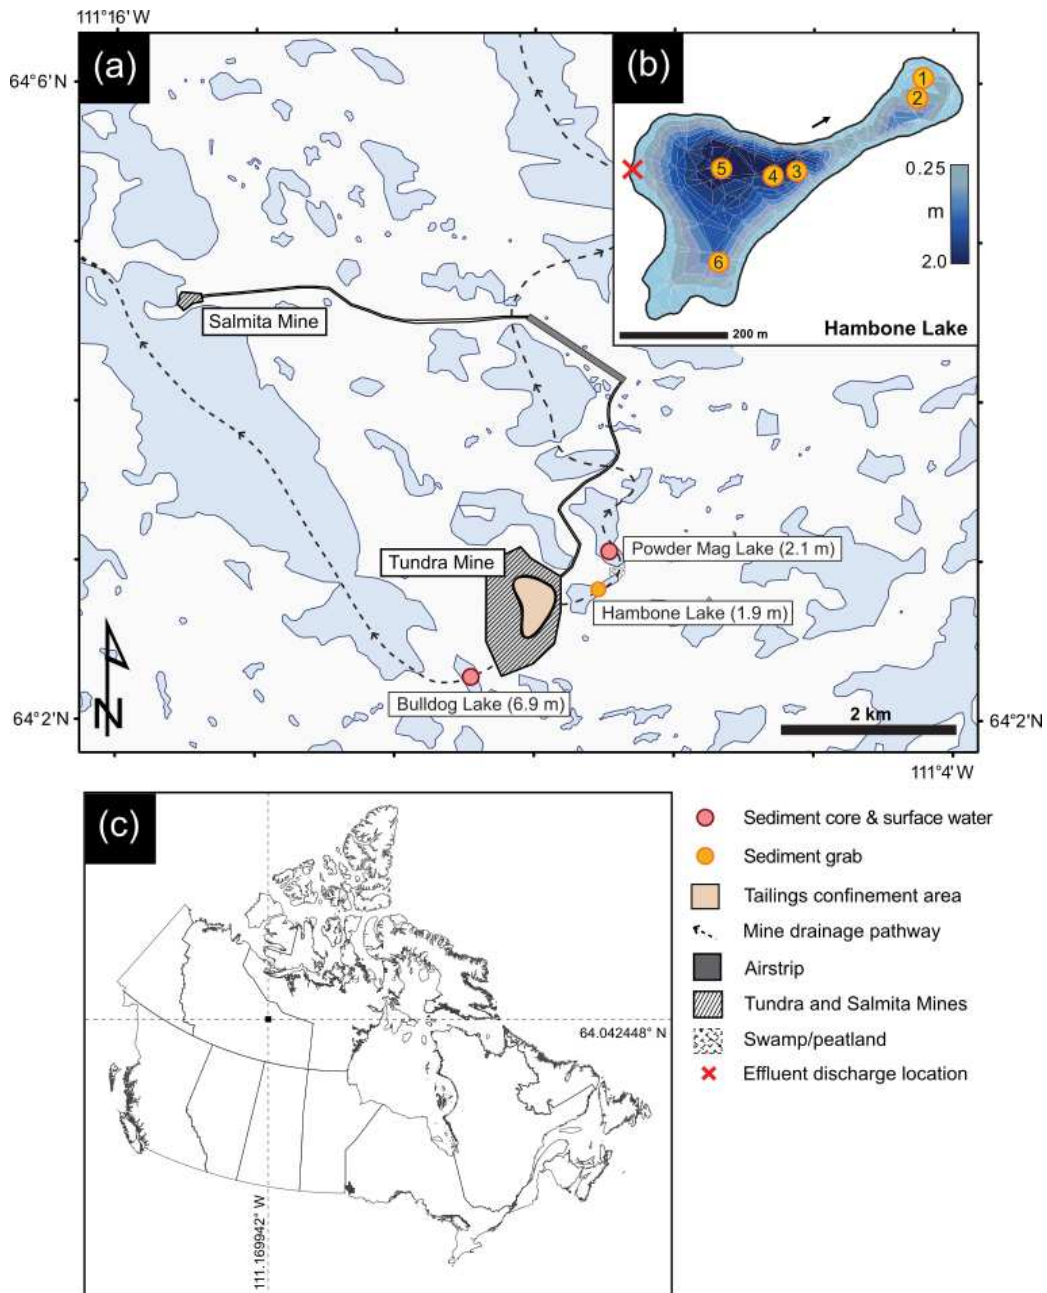 111°16' W
(a)
64°6' N
(b)
1
2
3
4
5
6
0.25
m
2.0
200 m
Hambone Lake
Salmita Mine
Tundra Mine
Powder Mag Lake (2.1 m)
Hambone Lake (1.9 m)
Bulldog Lake (6.9 m)
N
2 km
64°2' N
64°2' N
111°4' W
(c)
64.042448° N
111.169942° W
Sediment core & surface water
Sediment grab
Tailings confinement area
Mine drainage pathway
Airstrip
Tundra and Salmita Mines
Swamp/peatland
Effluent discharge location